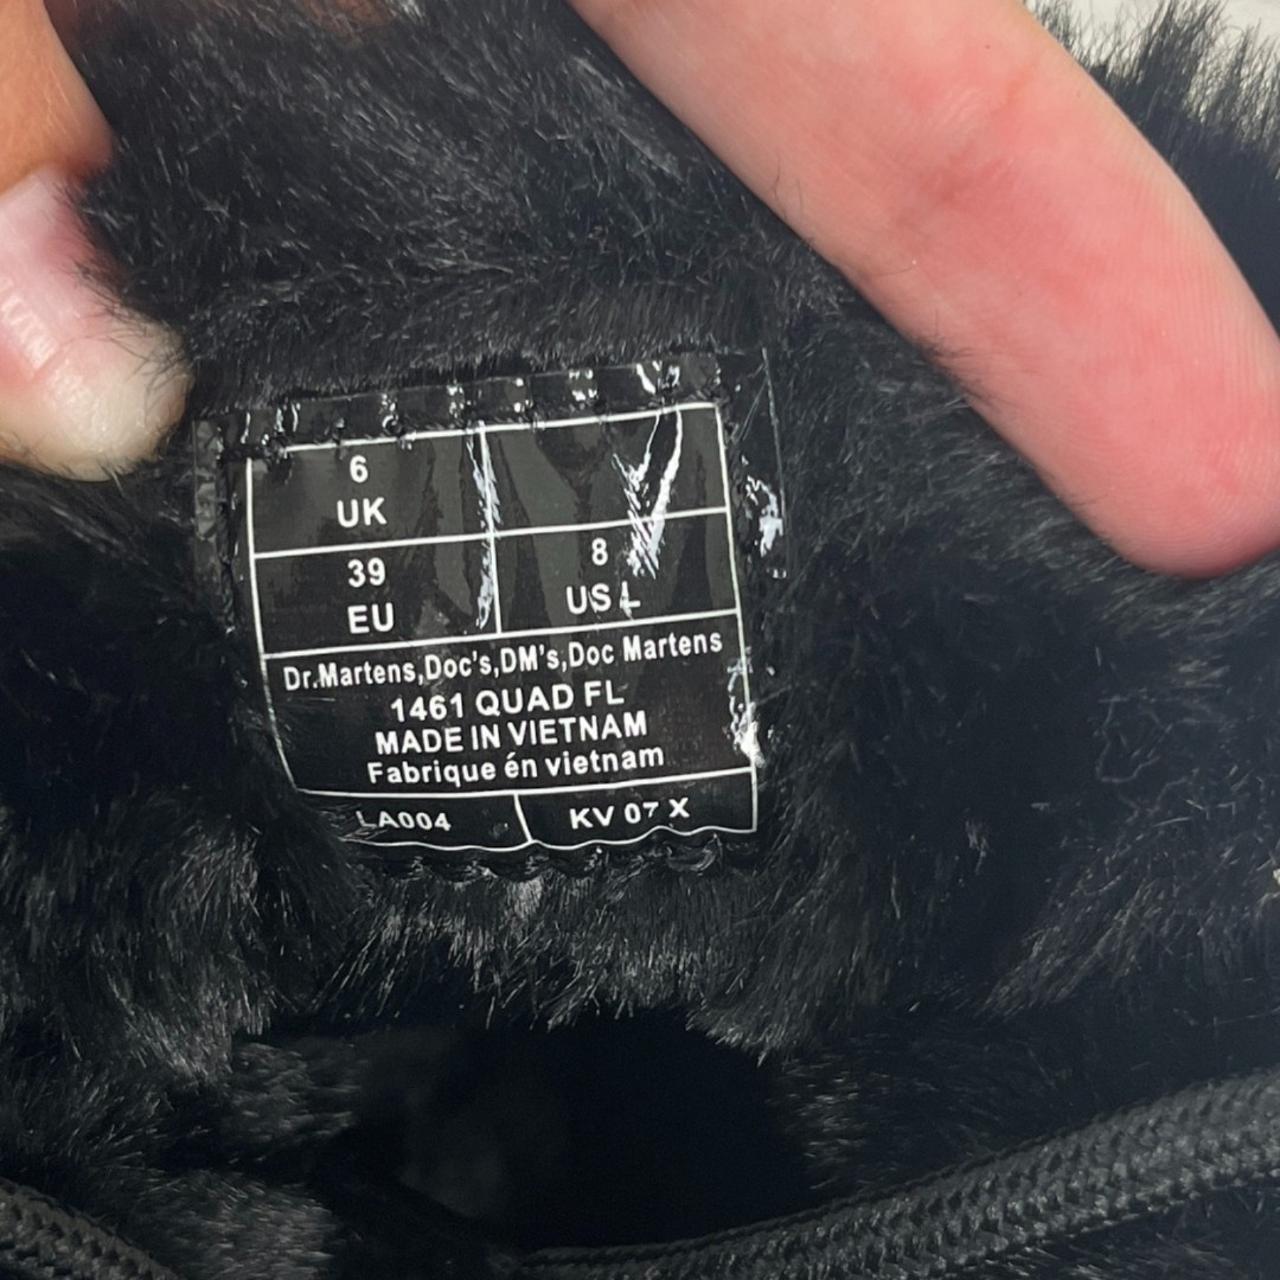 6
UK
39
EU
8
US L
Dr.Martens,Doc's,DM's,Doc Martens
1461 QUAD FL
MADE IN VIETNAM
Fabrique én vietnam
LA004
KV 07 X